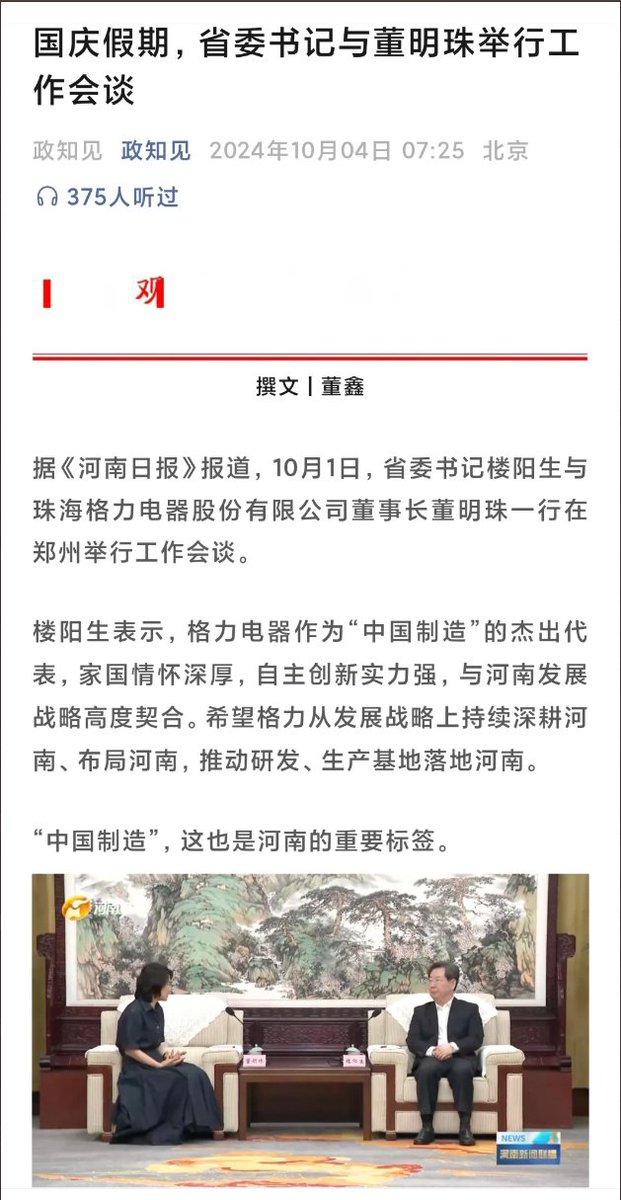 国庆假期，省委书记与董明珠举行工
作会谈
政知见 政知见 2024年10月04日 07:25 北京
375人听过
观
撰文 | 董鑫
据《河南日报》报道，10月1日，省委书记楼阳生与
珠海格力电器股份有限公司董事长董明珠一行在
郑州举行工作会谈。
楼阳生表示，格力电器作为“中国制造”的杰出代
表，家国情怀深厚，自主创新实力强，与河南发展
战略高度契合。希望格力从发展战略上持续深耕河
南、布局河南，推动研发、生产基地落地河南。
“中国制造”，这也是河南的重要标签。
河南
董明珠 楼阳生
NEWS
河南新闻联播